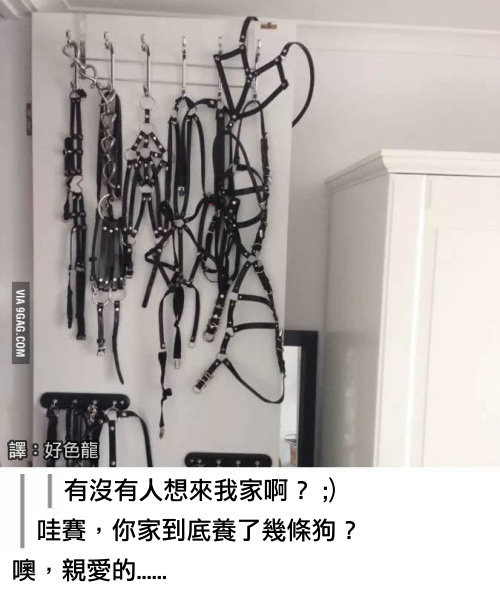 VIA 9GAG.COM
譯：好色龍
有沒有人想來我家啊？ ;)
哇賽，你家到底養了幾條狗？
噢，親愛的......